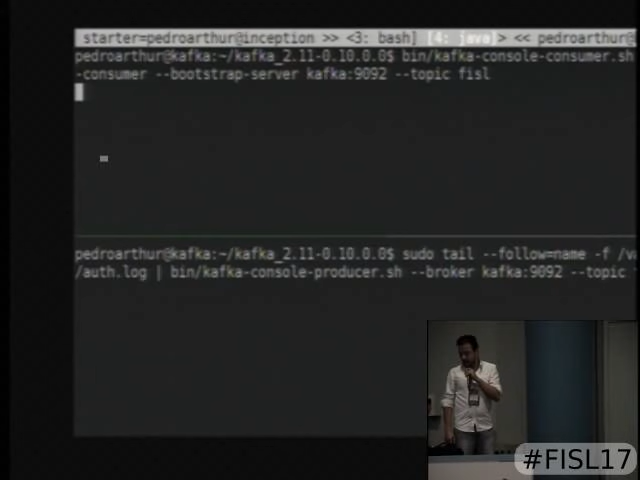 starter=pedroarthur@inception >> <3: bash] [4: java> << pedroarthur@
pedroarthur@kafka:~/kafka_2.11-0.10.0.0$ bin/kafka-console-consumer.sh
-consumer --bootstrap-server kafka:9092 --topic fisl
pedroarthur@kafka:~/kafka_2.11-0.10.0.0$ sudo tail --follow=name -f /v
/auth.log | bin/kafka-console-producer.sh --broker kafka:9092 --topic
#FISL17